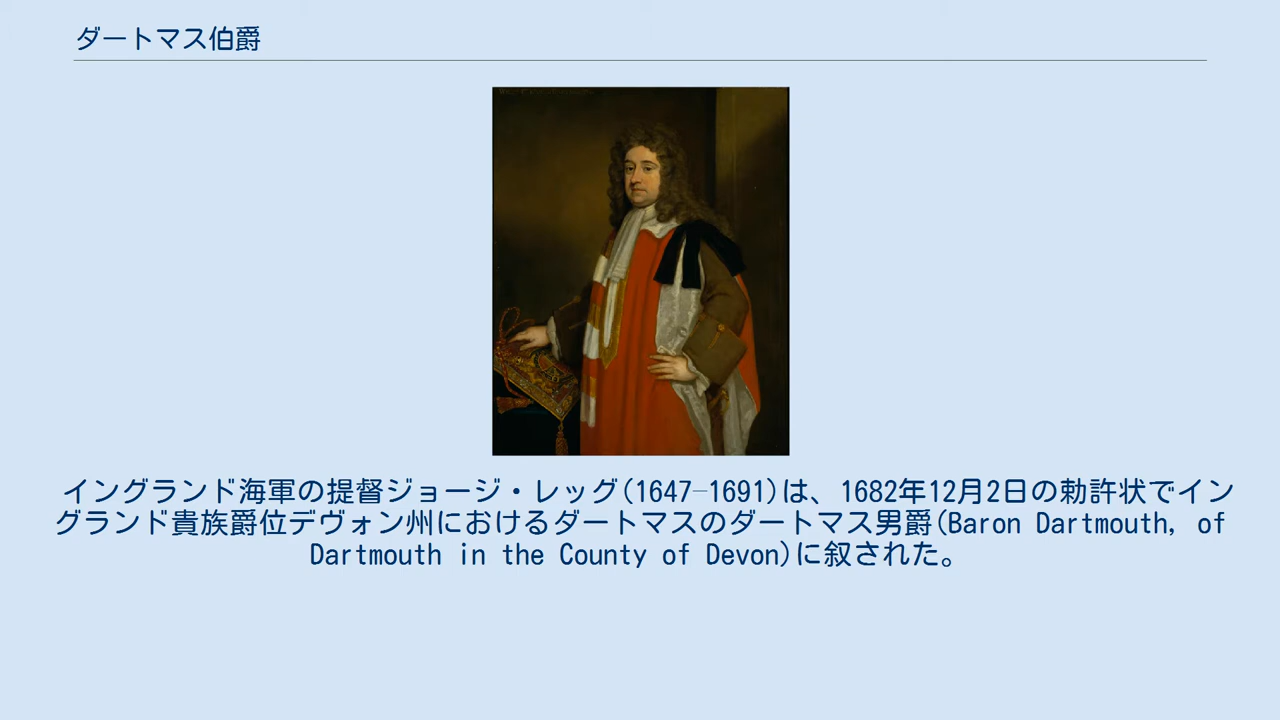 ダートマス伯爵
イングランド海軍の提督ジョージ・レッグ(1647–1691)は、1682年12月2日の勅許状でイン
グランド貴族爵位デヴォン州におけるダートマスのダートマス男爵(Baron Dartmouth, of
Dartmouth in the County of Devon)に叙された。